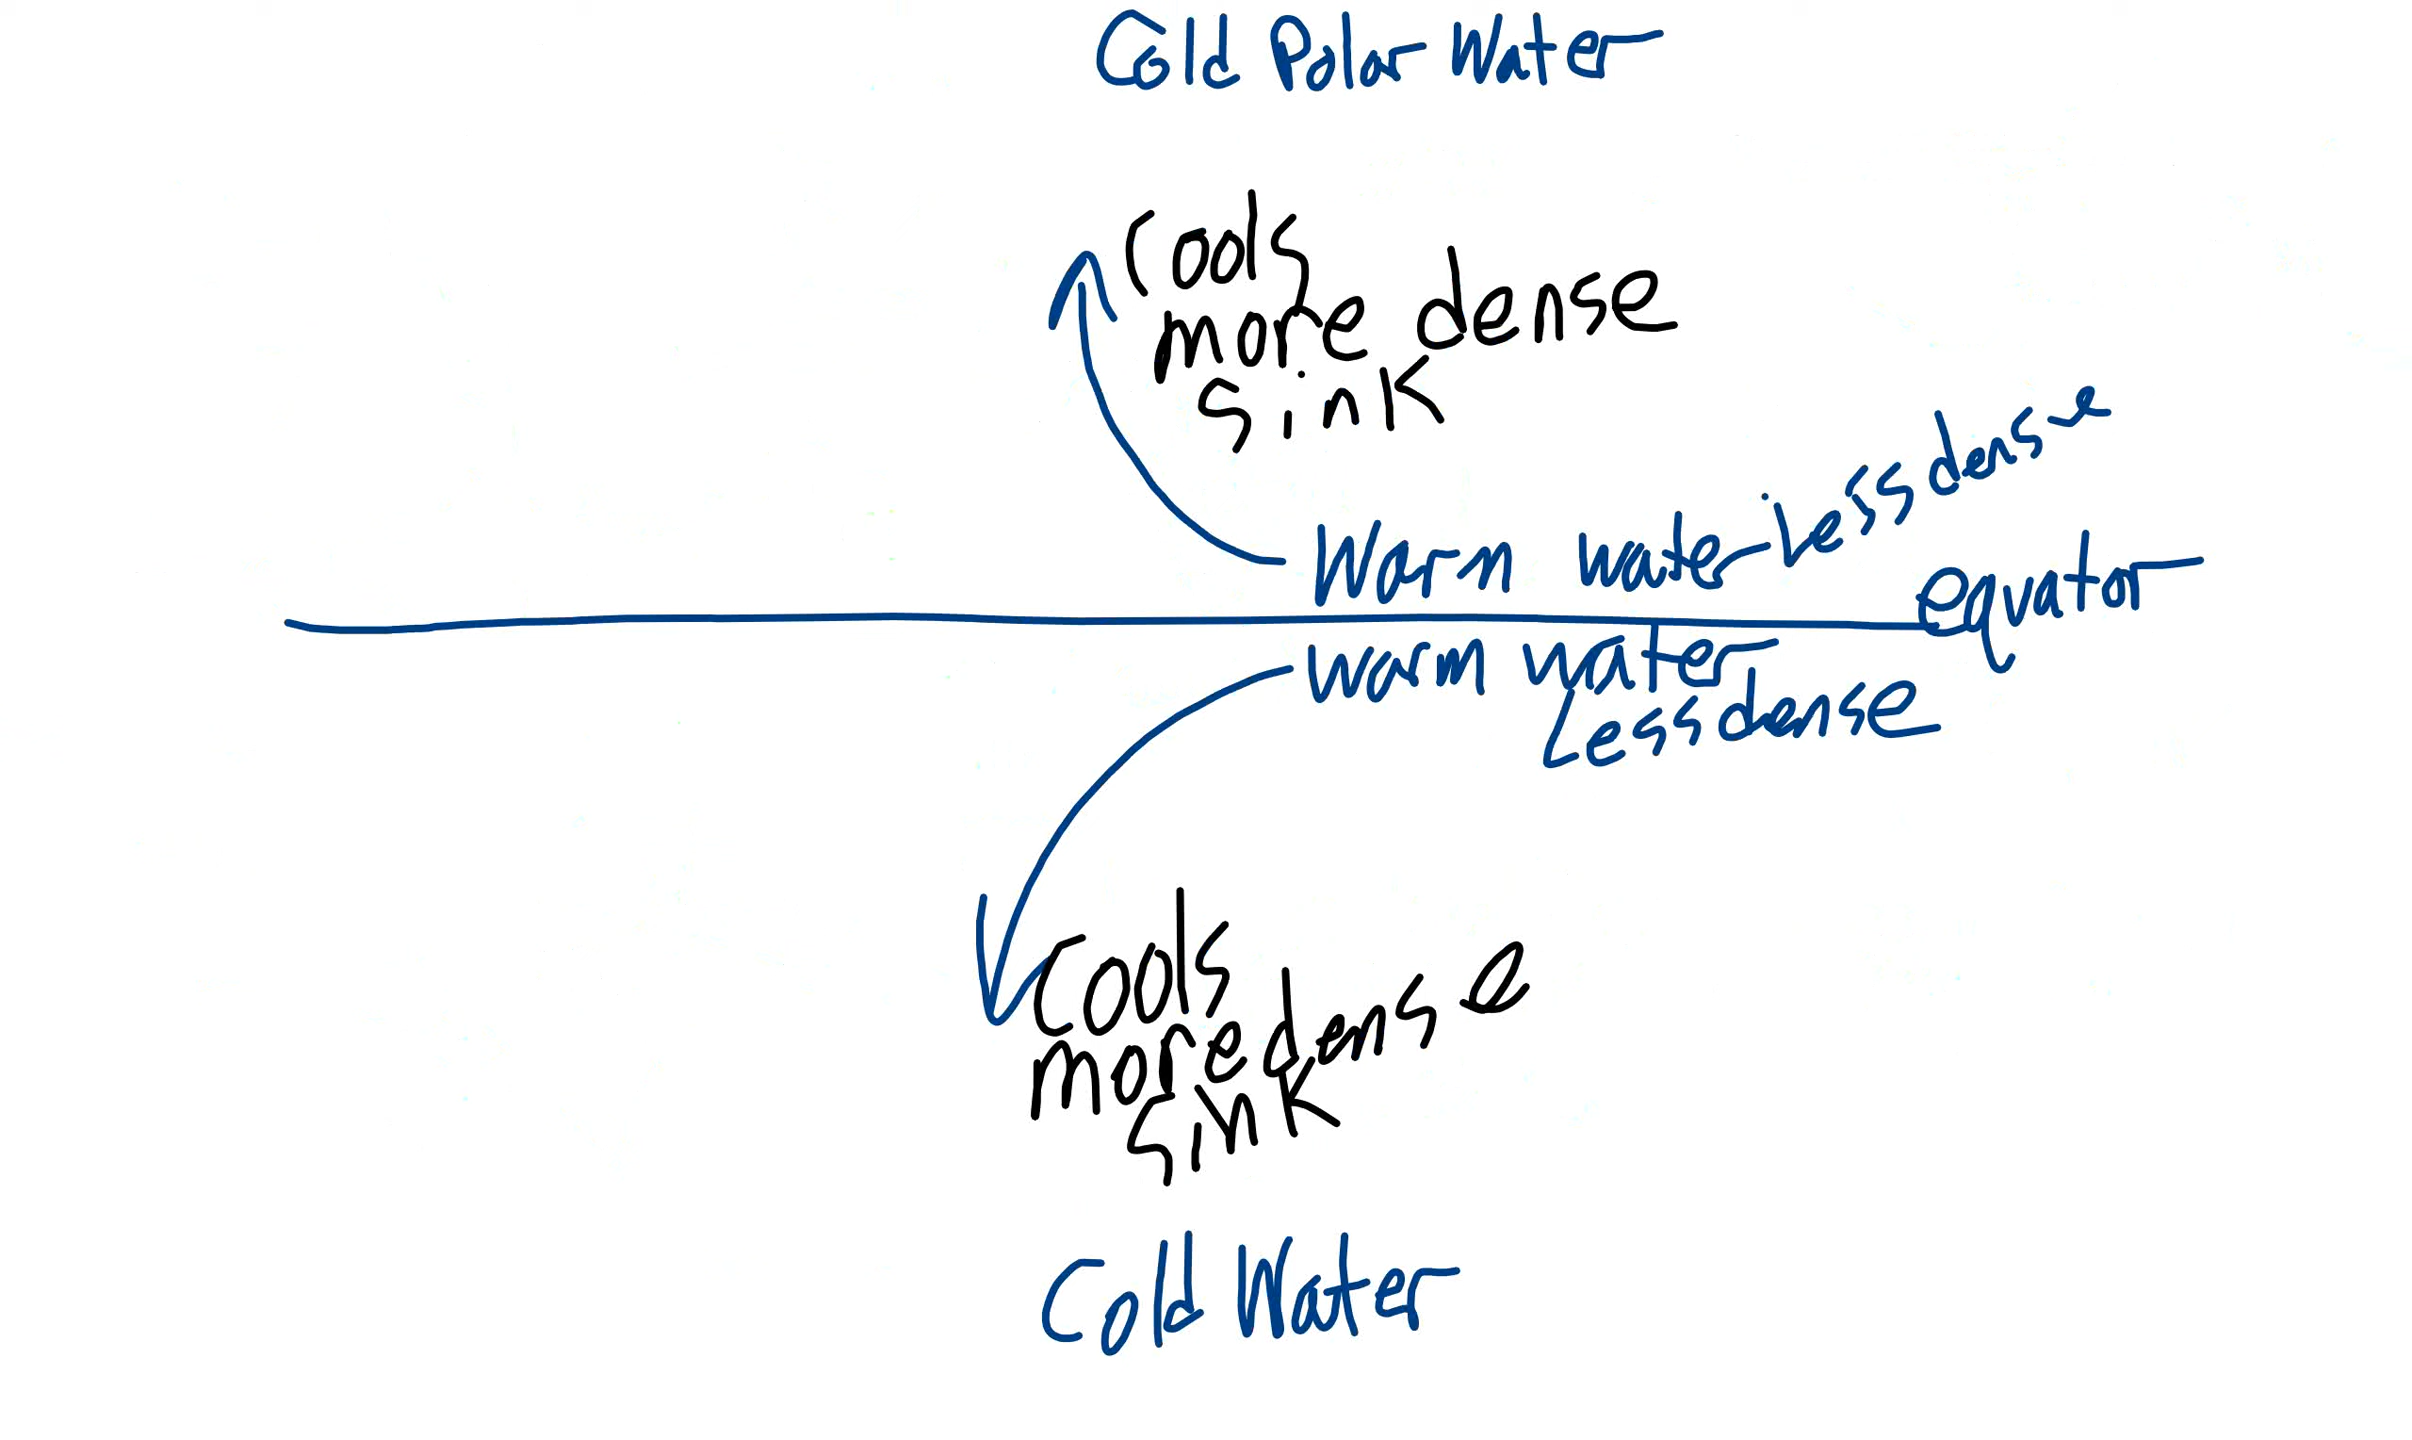 Cold Polar Water
Cools
more dense
sink
Warm water-Less dense
equator
warm water
Less dense
Cools
more dense
sink
Cold Water